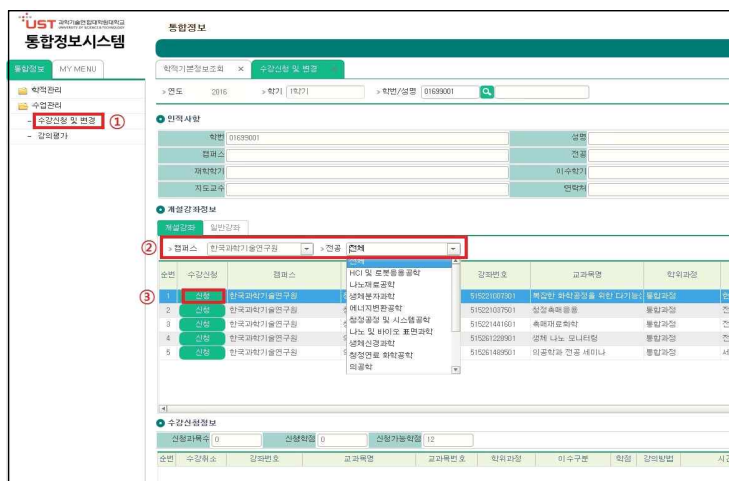 UST 과학기술연합대학원대학교
통합정보시스템
통합정보
통합정보 MY MENU
학적기본정보조회 × 수강신청 및 변경
학적관리
수업관리
- 수강신청 및 변경 ①
- 강의평가
> 연도 2016 > 학기 1학기 > 학번/성명 01699001
인적사항
학번 01699001 성명
캠퍼스 전공
재학학기 이수학기
지도교수 연락처
개설강좌정보
개설강좌 일반강좌
② > 캠퍼스 한국과학기술연구원 > 전공 전체
전체
HCI 및 로봇응용공학
나노재료공학
생체분자과학
에너지변환공학
청정공정 및 시스템공학
나노 및 바이오 표면과학
생체신경과학
청정연료 화학공학
의공학
순번 수강신청 캠퍼스 강좌번호 교과목명 학위과정
③ 1 신청 한국과학기술연구원 515221007301 복잡한 화학공정을 위한 다기능 통합과정
2 신청 한국과학기술연구원 515221037501 청정촉매응용 통합과정
3 신청 한국과학기술연구원 515221441601 촉매재료화학 통합과정
4 신청 한국과학기술연구원 515261220901 생체 나노 모니터링 통합과정
5 신청 한국과학기술연구원 515261489501 의공학과 전공 세미나 통합과정
수강신청정보
신청과목수 0 신청학점 0 신청가능학점 12
순번 수강취소 강좌번호 교과목명 교과목번호 학위과정 이수구분 학점 강의방법